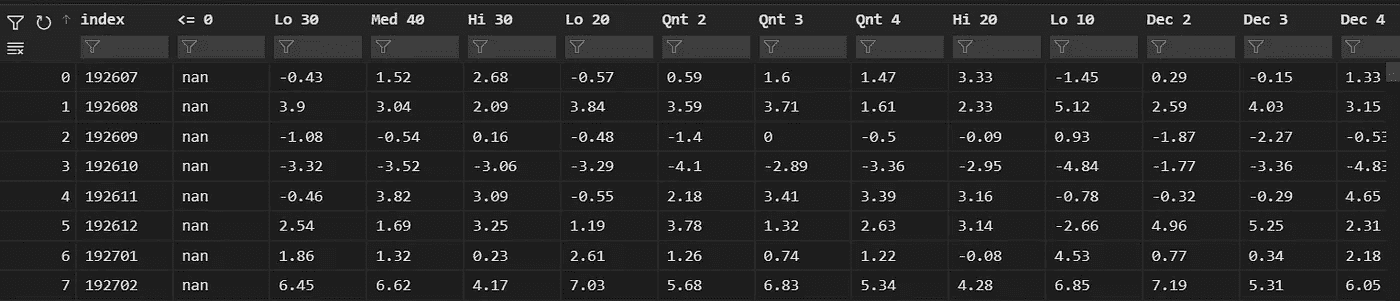 index <= 0 Lo 30 Med 40 Hi 30 Lo 20 Qnt 2 Qnt 3 Qnt 4 Hi 20 Lo 10 Dec 2 Dec 3 Dec 4
0 192607 nan -0.43 1.52 2.68 -0.57 0.59 1.6 1.47 3.33 -1.45 0.29 -0.15 1.33
1 192608 nan 3.9 3.04 2.09 3.84 3.59 3.71 1.61 2.33 5.12 2.59 4.03 3.15
2 192609 nan -1.08 -0.54 0.16 -0.48 -1.4 0 -0.5 -0.09 0.93 -1.87 -2.27 -0.53
3 192610 nan -3.32 -3.52 -3.06 -3.29 -4.1 -2.89 -3.36 -2.95 -4.84 -1.77 -3.36 -4.83
4 192611 nan -0.46 3.82 3.09 -0.55 2.18 3.41 3.39 3.16 -0.78 -0.32 -0.29 4.65
5 192612 nan 2.54 1.69 3.25 1.19 3.78 1.32 2.63 3.14 -2.66 4.96 5.25 2.31
6 192701 nan 1.86 1.32 0.23 2.61 1.26 0.74 1.22 -0.08 4.53 0.77 0.34 2.18
7 192702 nan 6.45 6.62 4.17 7.03 5.68 6.83 5.34 4.28 6.85 7.19 5.31 6.05